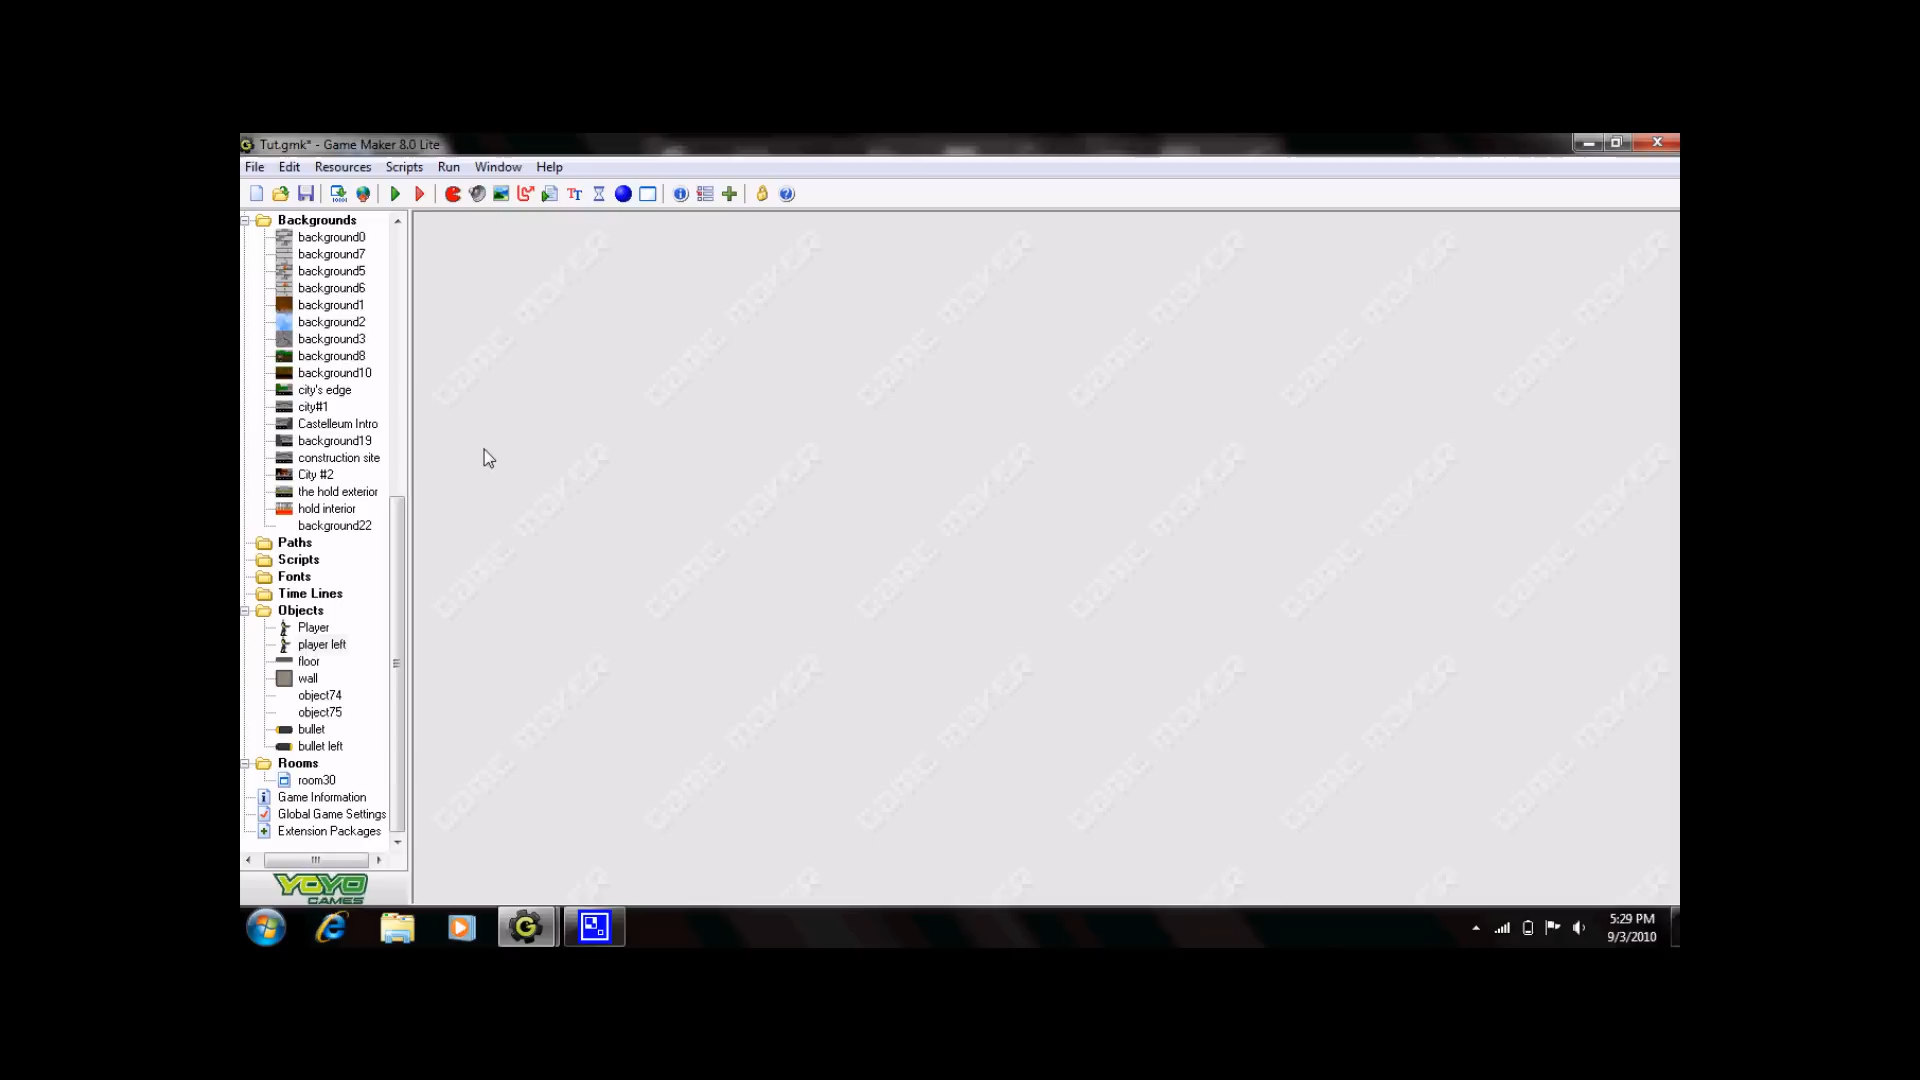 Tut.gmk* - Game Maker 8.0 Lite
File Edit Resources Scripts Run Window Help
Backgrounds
background0
background7
background5
background6
background1
background2
background3
background8
background10
city's edge
city#1
Castelleum Intro
background19
construction site
City #2
the hold exterior
hold interior
background22
Paths
Scripts
Fonts
Time Lines
Objects
Player
player left
floor
wall
object74
object75
bullet
bullet left
Rooms
room30
Game Information
Global Game Settings
Extension Packages
YOYO
GAMES
game maker
5:29 PM
9/3/2010